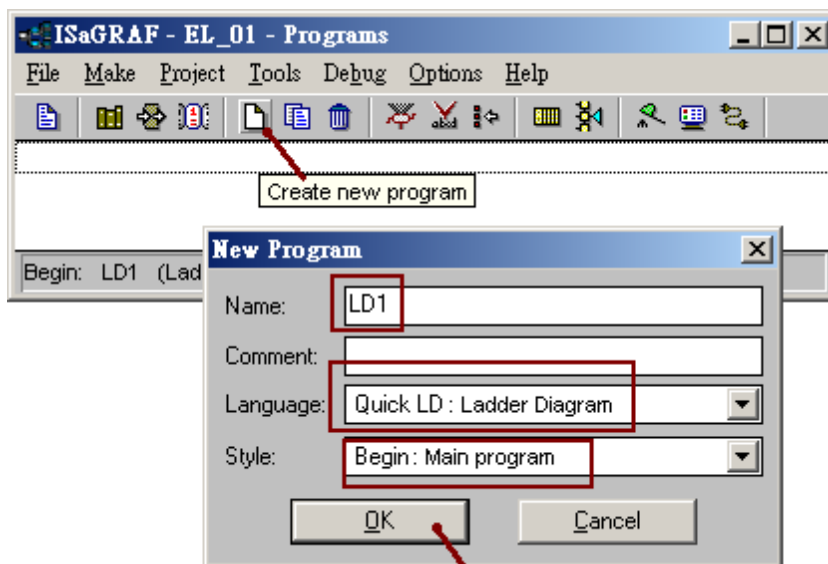 ISaGRAF - EL_01 - Programs
File Make Project Tools Debug Options Help
Create new program
Begin: LD1 (Lad
New Program
Name: LD1
Comment:
Language: Quick LD : Ladder Diagram
Style: Begin : Main program
OK Cancel